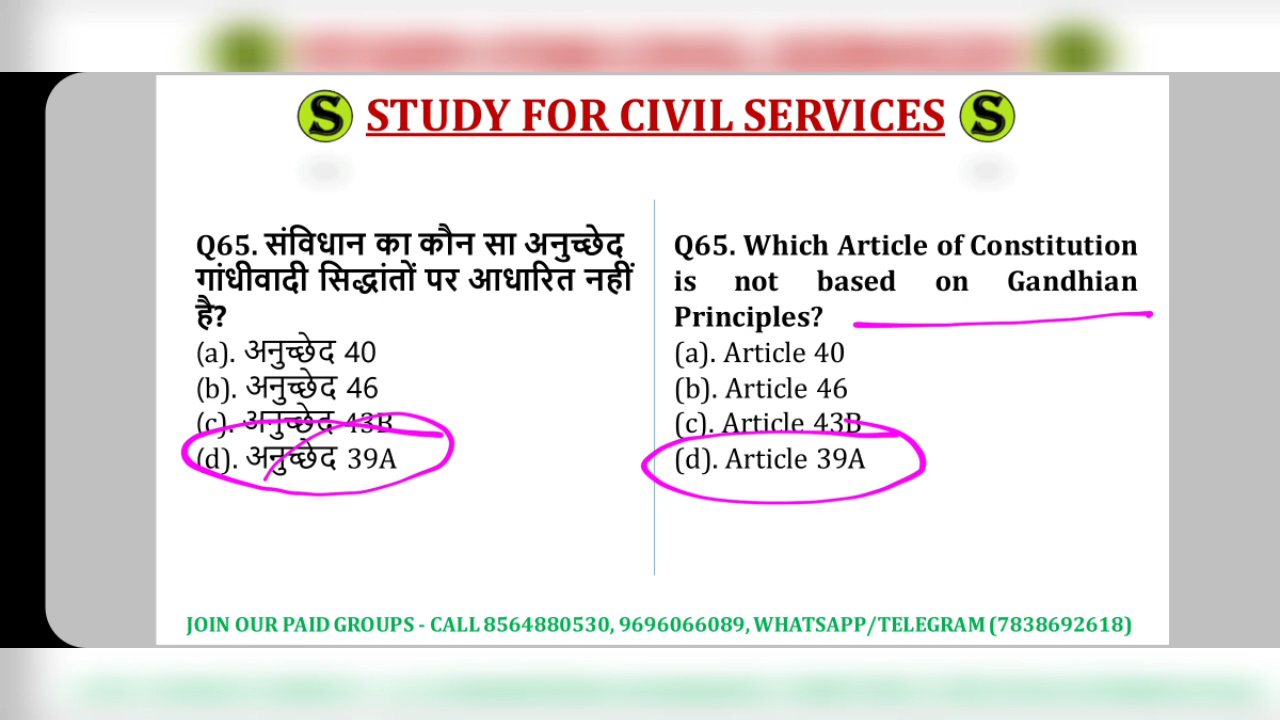 S STUDY FOR CIVIL SERVICES S
Q65. संविधान का कौन सा अनुच्छेद
गांधीवादी सिद्धांतों पर आधारित नहीं
है?
(a). अनुच्छेद 40
(b). अनुच्छेद 46
(c). अनुच्छेद 43B
(d). अनुच्छेद 39A
Q65. Which Article of Constitution
is not based on Gandhian
Principles?
(a). Article 40
(b). Article 46
(c). Article 43B
(d). Article 39A
JOIN OUR PAID GROUPS - CALL 8564880530, 9696066089, WHATSAPP/TELEGRAM (7838692618)